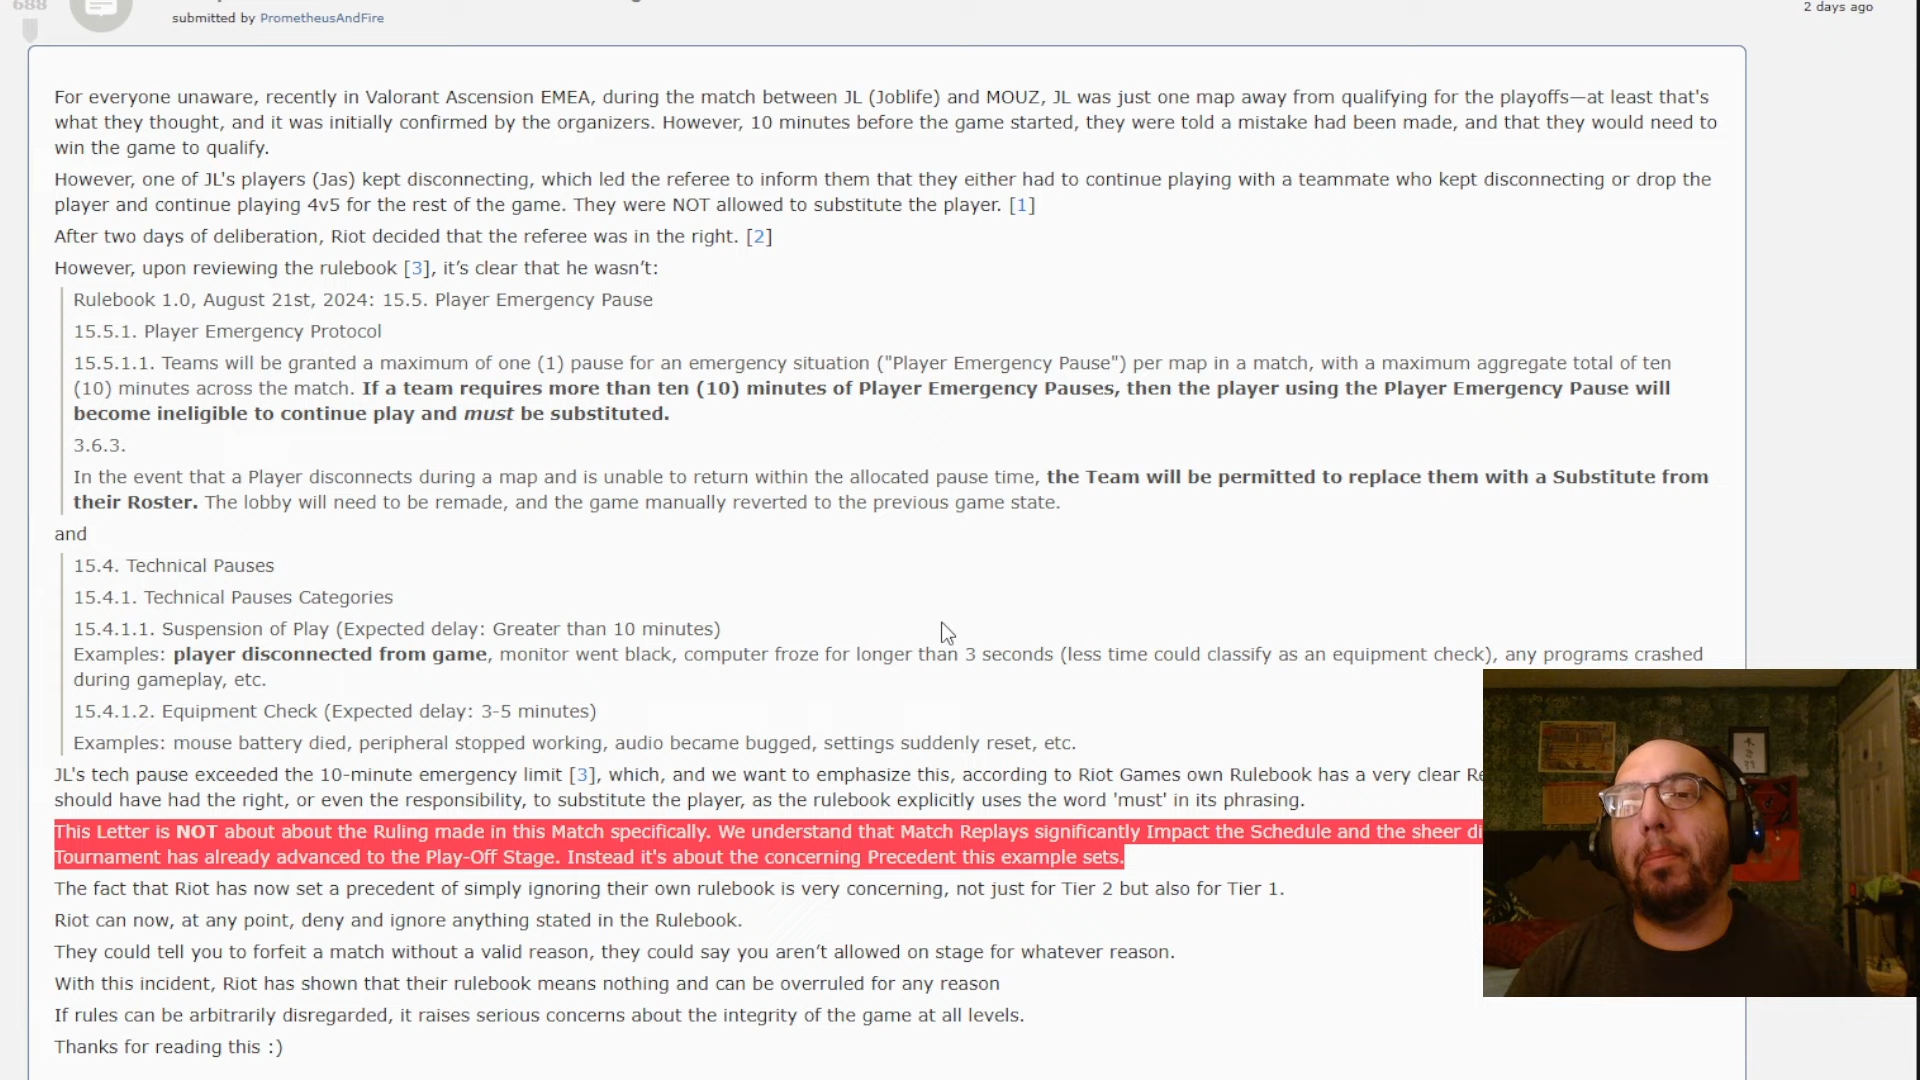 688
submitted by PrometheusAndFire
2 days ago
For everyone unaware, recently in Valorant Ascension EMEA, during the match between JL (Joblife) and MOUZ, JL was just one map away from qualifying for the playoffs—at least that's
what they thought, and it was initially confirmed by the organizers. However, 10 minutes before the game started, they were told a mistake had been made, and that they would need to
win the game to qualify.
However, one of JL's players (Jas) kept disconnecting, which led the referee to inform them that they either had to continue playing with a teammate who kept disconnecting or drop the
player and continue playing 4v5 for the rest of the game. They were NOT allowed to substitute the player. [1]
After two days of deliberation, Riot decided that the referee was in the right. [2]
However, upon reviewing the rulebook [3], it’s clear that he wasn’t:
Rulebook 1.0, August 21st, 2024: 15.5. Player Emergency Pause
15.5.1. Player Emergency Protocol
15.5.1.1. Teams will be granted a maximum of one (1) pause for an emergency situation ("Player Emergency Pause") per map in a match, with a maximum aggregate total of ten
(10) minutes across the match. If a team requires more than ten (10) minutes of Player Emergency Pauses, then the player using the Player Emergency Pause will
become ineligible to continue play and must be substituted.
3.6.3.
In the event that a Player disconnects during a map and is unable to return within the allocated pause time, the Team will be permitted to replace them with a Substitute from
their Roster. The lobby will need to be remade, and the game manually reverted to the previous game state.
and
15.4. Technical Pauses
15.4.1. Technical Pauses Categories
15.4.1.1. Suspension of Play (Expected delay: Greater than 10 minutes)
Examples: player disconnected from game, monitor went black, computer froze for longer than 3 seconds (less time could classify as an equipment check), any programs crashed
during gameplay, etc.
15.4.1.2. Equipment Check (Expected delay: 3-5 minutes)
Examples: mouse battery died, peripheral stopped working, audio became bugged, settings suddenly reset, etc.
JL's tech pause exceeded the 10-minute emergency limit [3], which, and we want to emphasize this, according to Riot Games own Rulebook has a very clear
should have had the right, or even the responsibility, to substitute the player, as the rulebook explicitly uses the word 'must' in its phrasing.
This Letter is NOT about about the Ruling made in this Match specifically. We understand that Match Replays significantly Impact the Schedule and the sheer
Tournament has already advanced to the Play-Off Stage. Instead it's about the concerning Precedent this example sets.
The fact that Riot has now set a precedent of simply ignoring their own rulebook is very concerning, not just for Tier 2 but also for Tier 1.
Riot can now, at any point, deny and ignore anything stated in the Rulebook.
They could tell you to forfeit a match without a valid reason, they could say you aren’t allowed on stage for whatever reason.
With this incident, Riot has shown that their rulebook means nothing and can be overruled for any reason
If rules can be arbitrarily disregarded, it raises serious concerns about the integrity of the game at all levels.
Thanks for reading this :)